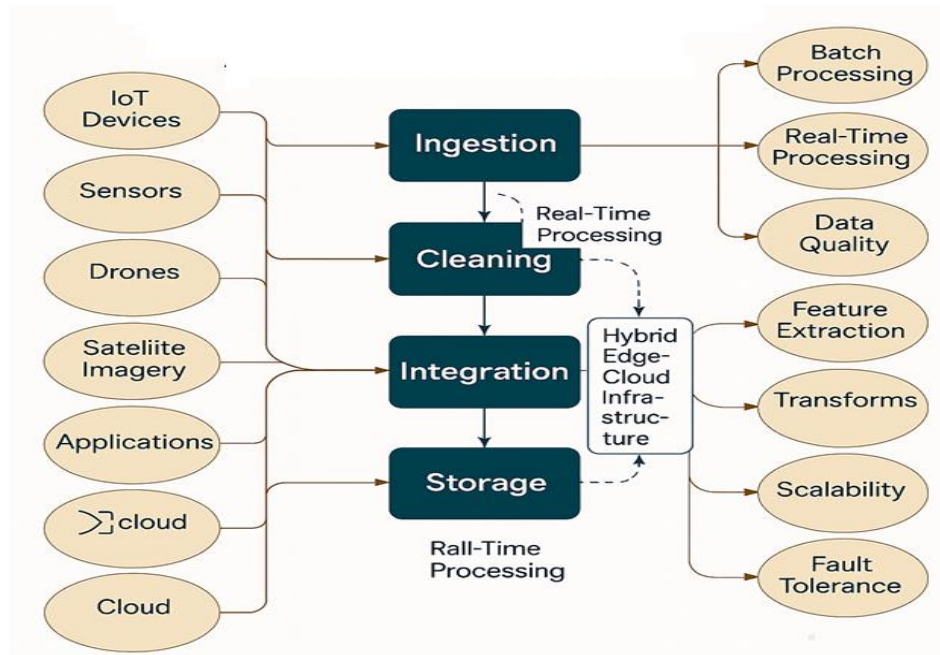 IoT
Devices
Sensors
Drones
Sateliite
Imagery
Applications
cloud
Cloud
Ingestion
Real-Time
Processing
Cleaning
Integration
Storage
Rall-Time
Processing
Hybrid
Edge-
Cloud
Infra-
struc-
ture
Batch
Processing
Real-Time
Processing
Data
Quality
Feature
Extraction
Transforms
Scalability
Fault
Tolerance